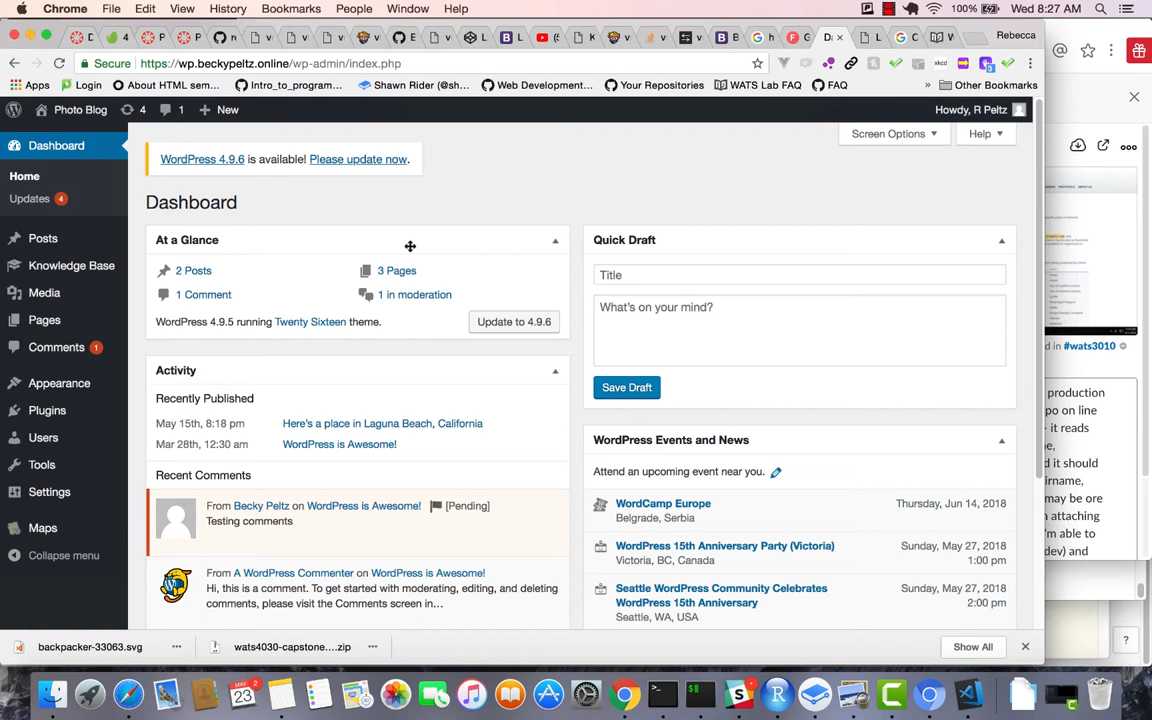 Chrome File Edit View History Bookmarks People Window Help 100% Wed 8:27 AM
Rebecca
Secure https://wp.beckypeltz.online/wp-admin/index.php
Apps Login About HTML sem... Intro_to_program... Shawn Rider (@sh... Web Development... Your Repositories WATS Lab FAQ FAQ » Other Bookmarks
Photo Blog 4 1 + New Howdy, R Peltz
Dashboard
Home
Updates 4
Posts
Knowledge Base
Media
Pages
Comments 1
Appearance
Plugins
Users
Tools
Settings
Maps
Collapse menu
Screen Options Help
WordPress 4.9.6 is available! Please update now.
Dashboard
At a Glance
2 Posts 3 Pages
1 Comment 1 in moderation
WordPress 4.9.5 running Twenty Sixteen theme. Update to 4.9.6
Activity
Recently Published
May 15th, 8:18 pm Here's a place in Laguna Beach, California
Mar 28th, 12:30 am WordPress is Awesome!
Recent Comments
From Becky Peltz on WordPress is Awesome! [Pending]
Testing comments
From A WordPress Commenter on WordPress is Awesome!
Hi, this is a comment. To get started with moderating, editing, and deleting
comments, please visit the Comments screen in...
Quick Draft
Title
What's on your mind?
Save Draft
WordPress Events and News
Attend an upcoming event near you.
WordCamp Europe Thursday, Jun 14, 2018
Belgrade, Serbia
WordPress 15th Anniversary Party (Victoria) Sunday, May 27, 2018
Victoria, BC, Canada 1:00 pm
Seattle WordPress Community Celebrates Sunday, May 27, 2018
WordPress 15th Anniversary 2:00 pm
Seattle, WA, USA
d in #wats3010
production
po on line
it reads
e,
d it should
irname,
may be ore
n attaching
'm able to
dev) and
backpacker-33063.svg wats4030-capstone....zip Show All